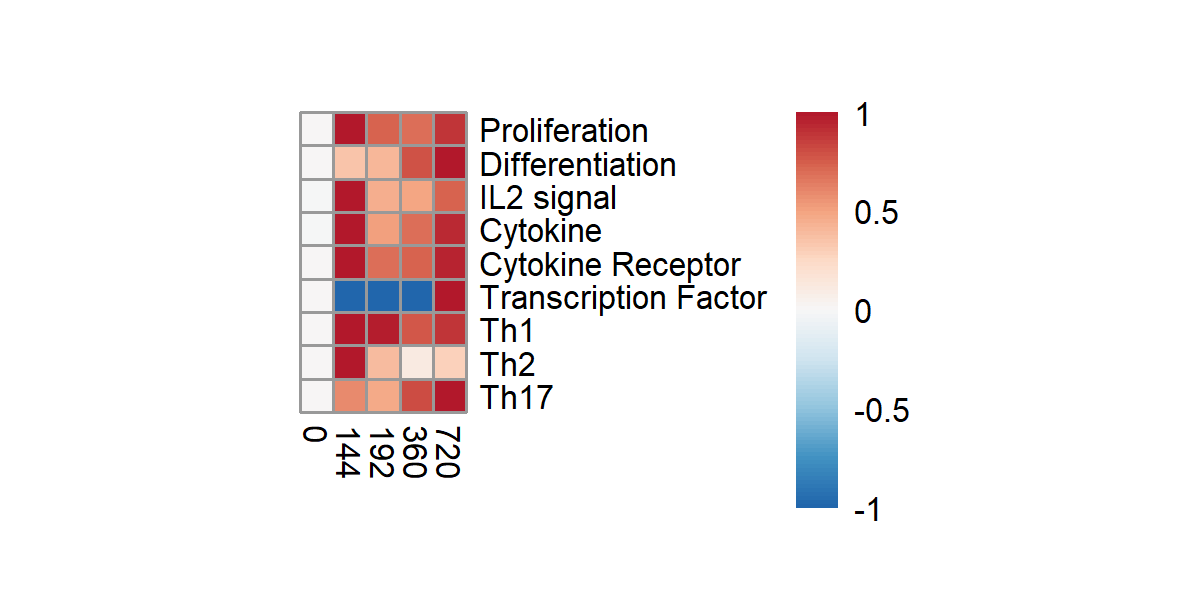 Proliferation
Differentiation
IL2 signal
Cytokine
Cytokine Receptor
Transcription Factor
Th1
Th2
Th17
0
144
192
360
720
1
0.5
0
-0.5
-1